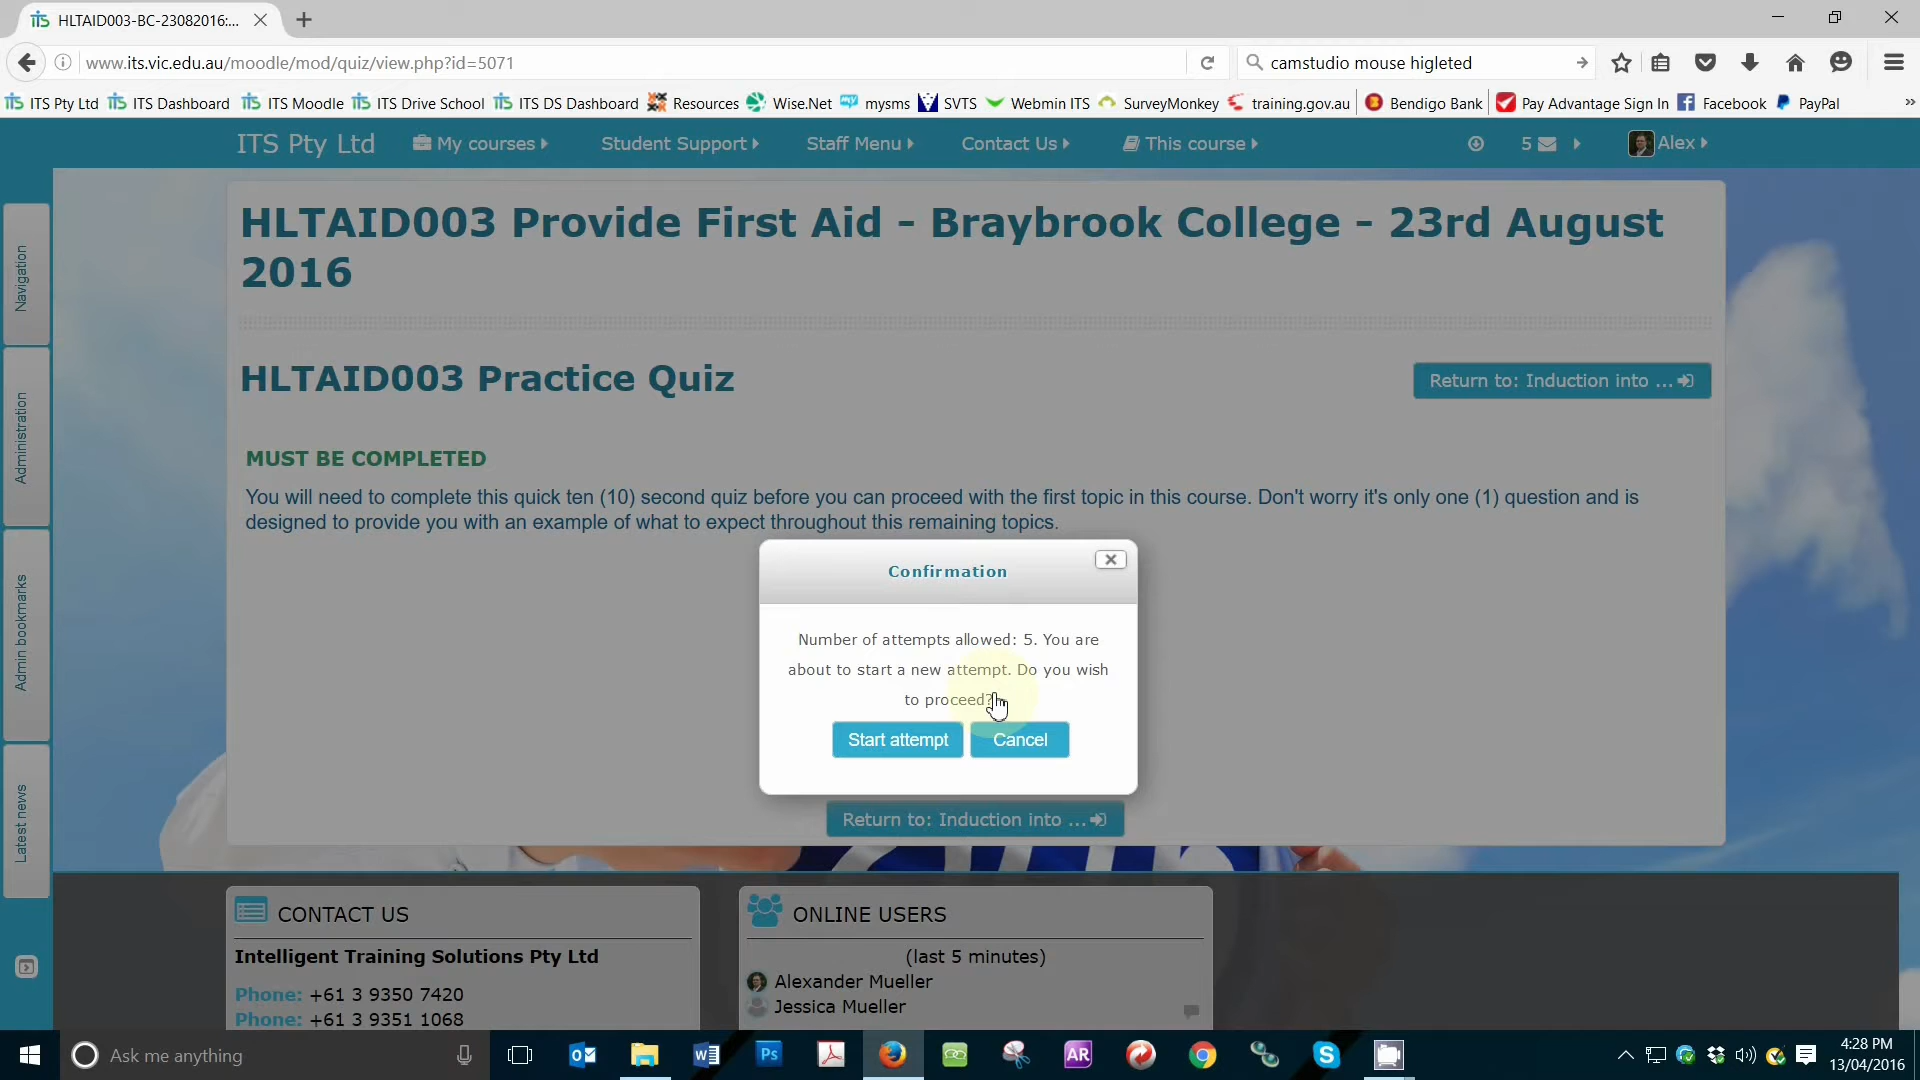 HLTAID003-BC-23082016:...
www.its.vic.edu.au/moodle/mod/quiz/view.php?id=5071
camstudio mouse higleted
ITS Pty Ltd ITS Dashboard ITS Moodle ITS Drive School ITS DS Dashboard Resources Wise.Net mysms SVTS Webmin ITS SurveyMonkey training.gov.au Bendigo Bank Pay Advantage Sign In Facebook PayPal »
ITS Pty Ltd My courses Student Support Staff Menu Contact Us This course 5 Alex
Navigation
Administration
Admin bookmarks
Latest news
HLTAID003 Provide First Aid - Braybrook College - 23rd August
2016
HLTAID003 Practice Quiz
Return to: Induction into ...
MUST BE COMPLETED
You will need to complete this quick ten (10) second quiz before you can proceed with the first topic in this course. Don't worry it's only one (1) question and is
designed to provide you with an example of what to expect throughout this remaining topics.
Confirmation
Number of attempts allowed: 5. You are
about to start a new attempt. Do you wish
to proceed?
Start attempt Cancel
Return to: Induction into ...
CONTACT US
Intelligent Training Solutions Pty Ltd
Phone: +61 3 9350 7420
Phone: +61 3 9351 1068
ONLINE USERS
(last 5 minutes)
Alexander Mueller
Jessica Mueller
Ask me anything
Ps
AR
4:28 PM
13/04/2016